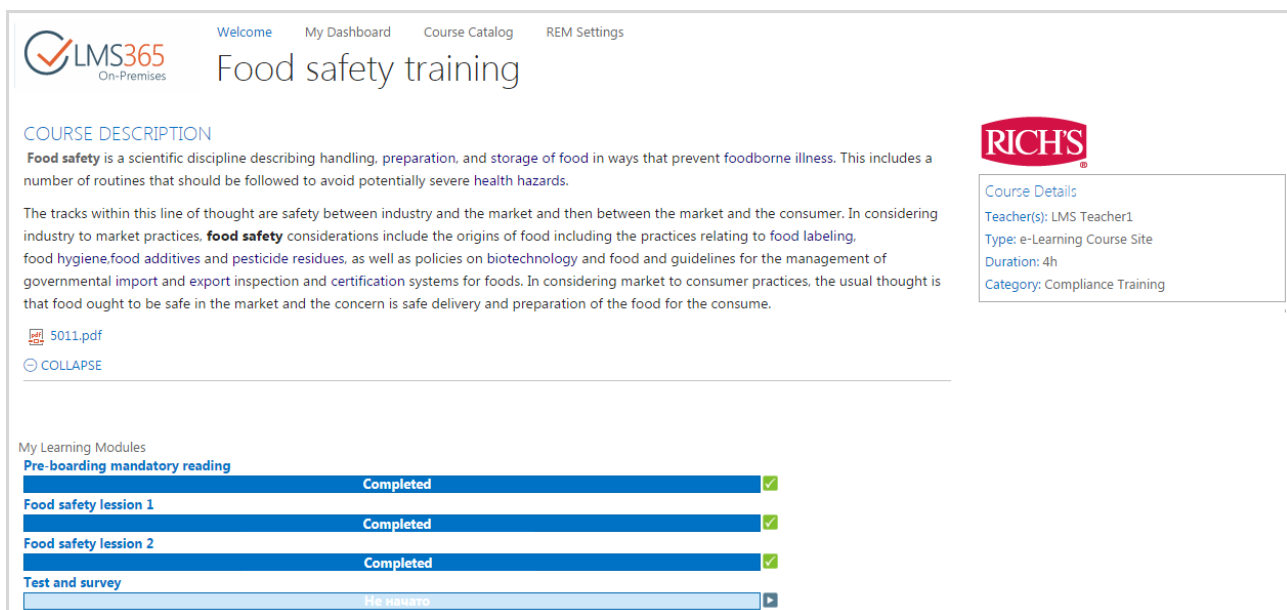 LMS365
On-Premises
Welcome My Dashboard Course Catalog REM Settings
Food safety training
COURSE DESCRIPTION
Food safety is a scientific discipline describing handling, preparation, and storage of food in ways that prevent foodborne illness. This includes a
number of routines that should be followed to avoid potentially severe health hazards.
The tracks within this line of thought are safety between industry and the market and then between the market and the consumer. In considering
industry to market practices, food safety considerations include the origins of food including the practices relating to food labeling,
food hygiene,food additives and pesticide residues, as well as policies on biotechnology and food and guidelines for the management of
governmental import and export inspection and certification systems for foods. In considering market to consumer practices, the usual thought is
that food ought to be safe in the market and the concern is safe delivery and preparation of the food for the consume.
pdf
5011.pdf
COLLAPSE
RICH'S
®
Course Details
Teacher(s): LMS Teacher1
Type: e-Learning Course Site
Duration: 4h
Category: Compliance Training
My Learning Modules
Pre-boarding mandatory reading
Completed
Food safety lession 1
Completed
Food safety lession 2
Completed
Test and survey
Не начато